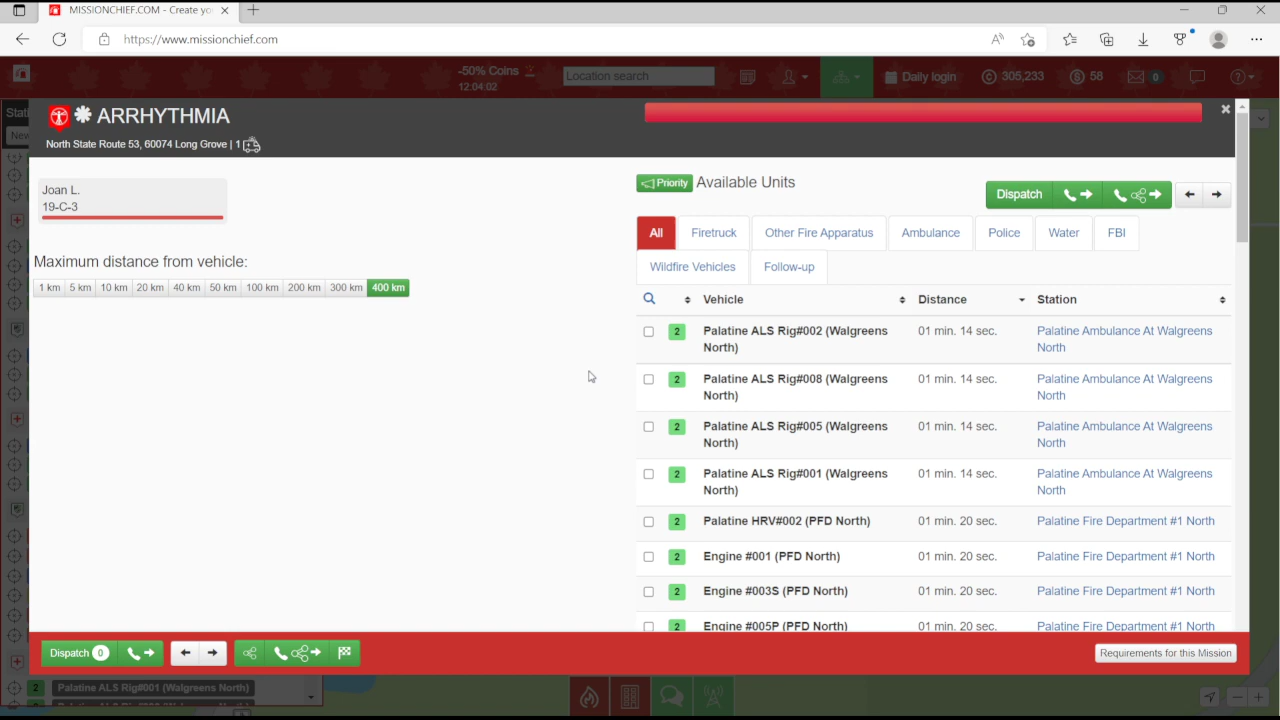 MISSIONCHIEF.COM - Create yo
https://www.missionchief.com
-50% Coins
12:04:02
Location search
Daily login
305,233
58
0
Stati
New
ARRHYTHMIA
North State Route 53, 60074 Long Grove | 1
Joan L.
19-C-3
Maximum distance from vehicle:
1 km 5 km 10 km 20 km 40 km 50 km 100 km 200 km 300 km 400 km
Priority Available Units
Dispatch
All Firetruck Other Fire Apparatus Ambulance Police Water FBI
Wildfire Vehicles Follow-up
Vehicle Distance Station
2 Palatine ALS Rig#002 (Walgreens North) 01 min. 14 sec. Palatine Ambulance At Walgreens North
2 Palatine ALS Rig#008 (Walgreens North) 01 min. 14 sec. Palatine Ambulance At Walgreens North
2 Palatine ALS Rig#005 (Walgreens North) 01 min. 14 sec. Palatine Ambulance At Walgreens North
2 Palatine ALS Rig#001 (Walgreens North) 01 min. 14 sec. Palatine Ambulance At Walgreens North
2 Palatine HRV#002 (PFD North) 01 min. 20 sec. Palatine Fire Department #1 North
2 Engine #001 (PFD North) 01 min. 20 sec. Palatine Fire Department #1 North
2 Engine #003S (PFD North) 01 min. 20 sec. Palatine Fire Department #1 North
2 Engine #005P (PFD North) 01 min. 20 sec. Palatine Fire Department #1 North
Dispatch 0
Requirements for this Mission
2 Palatine ALS Rig#001 (Walgreens North)